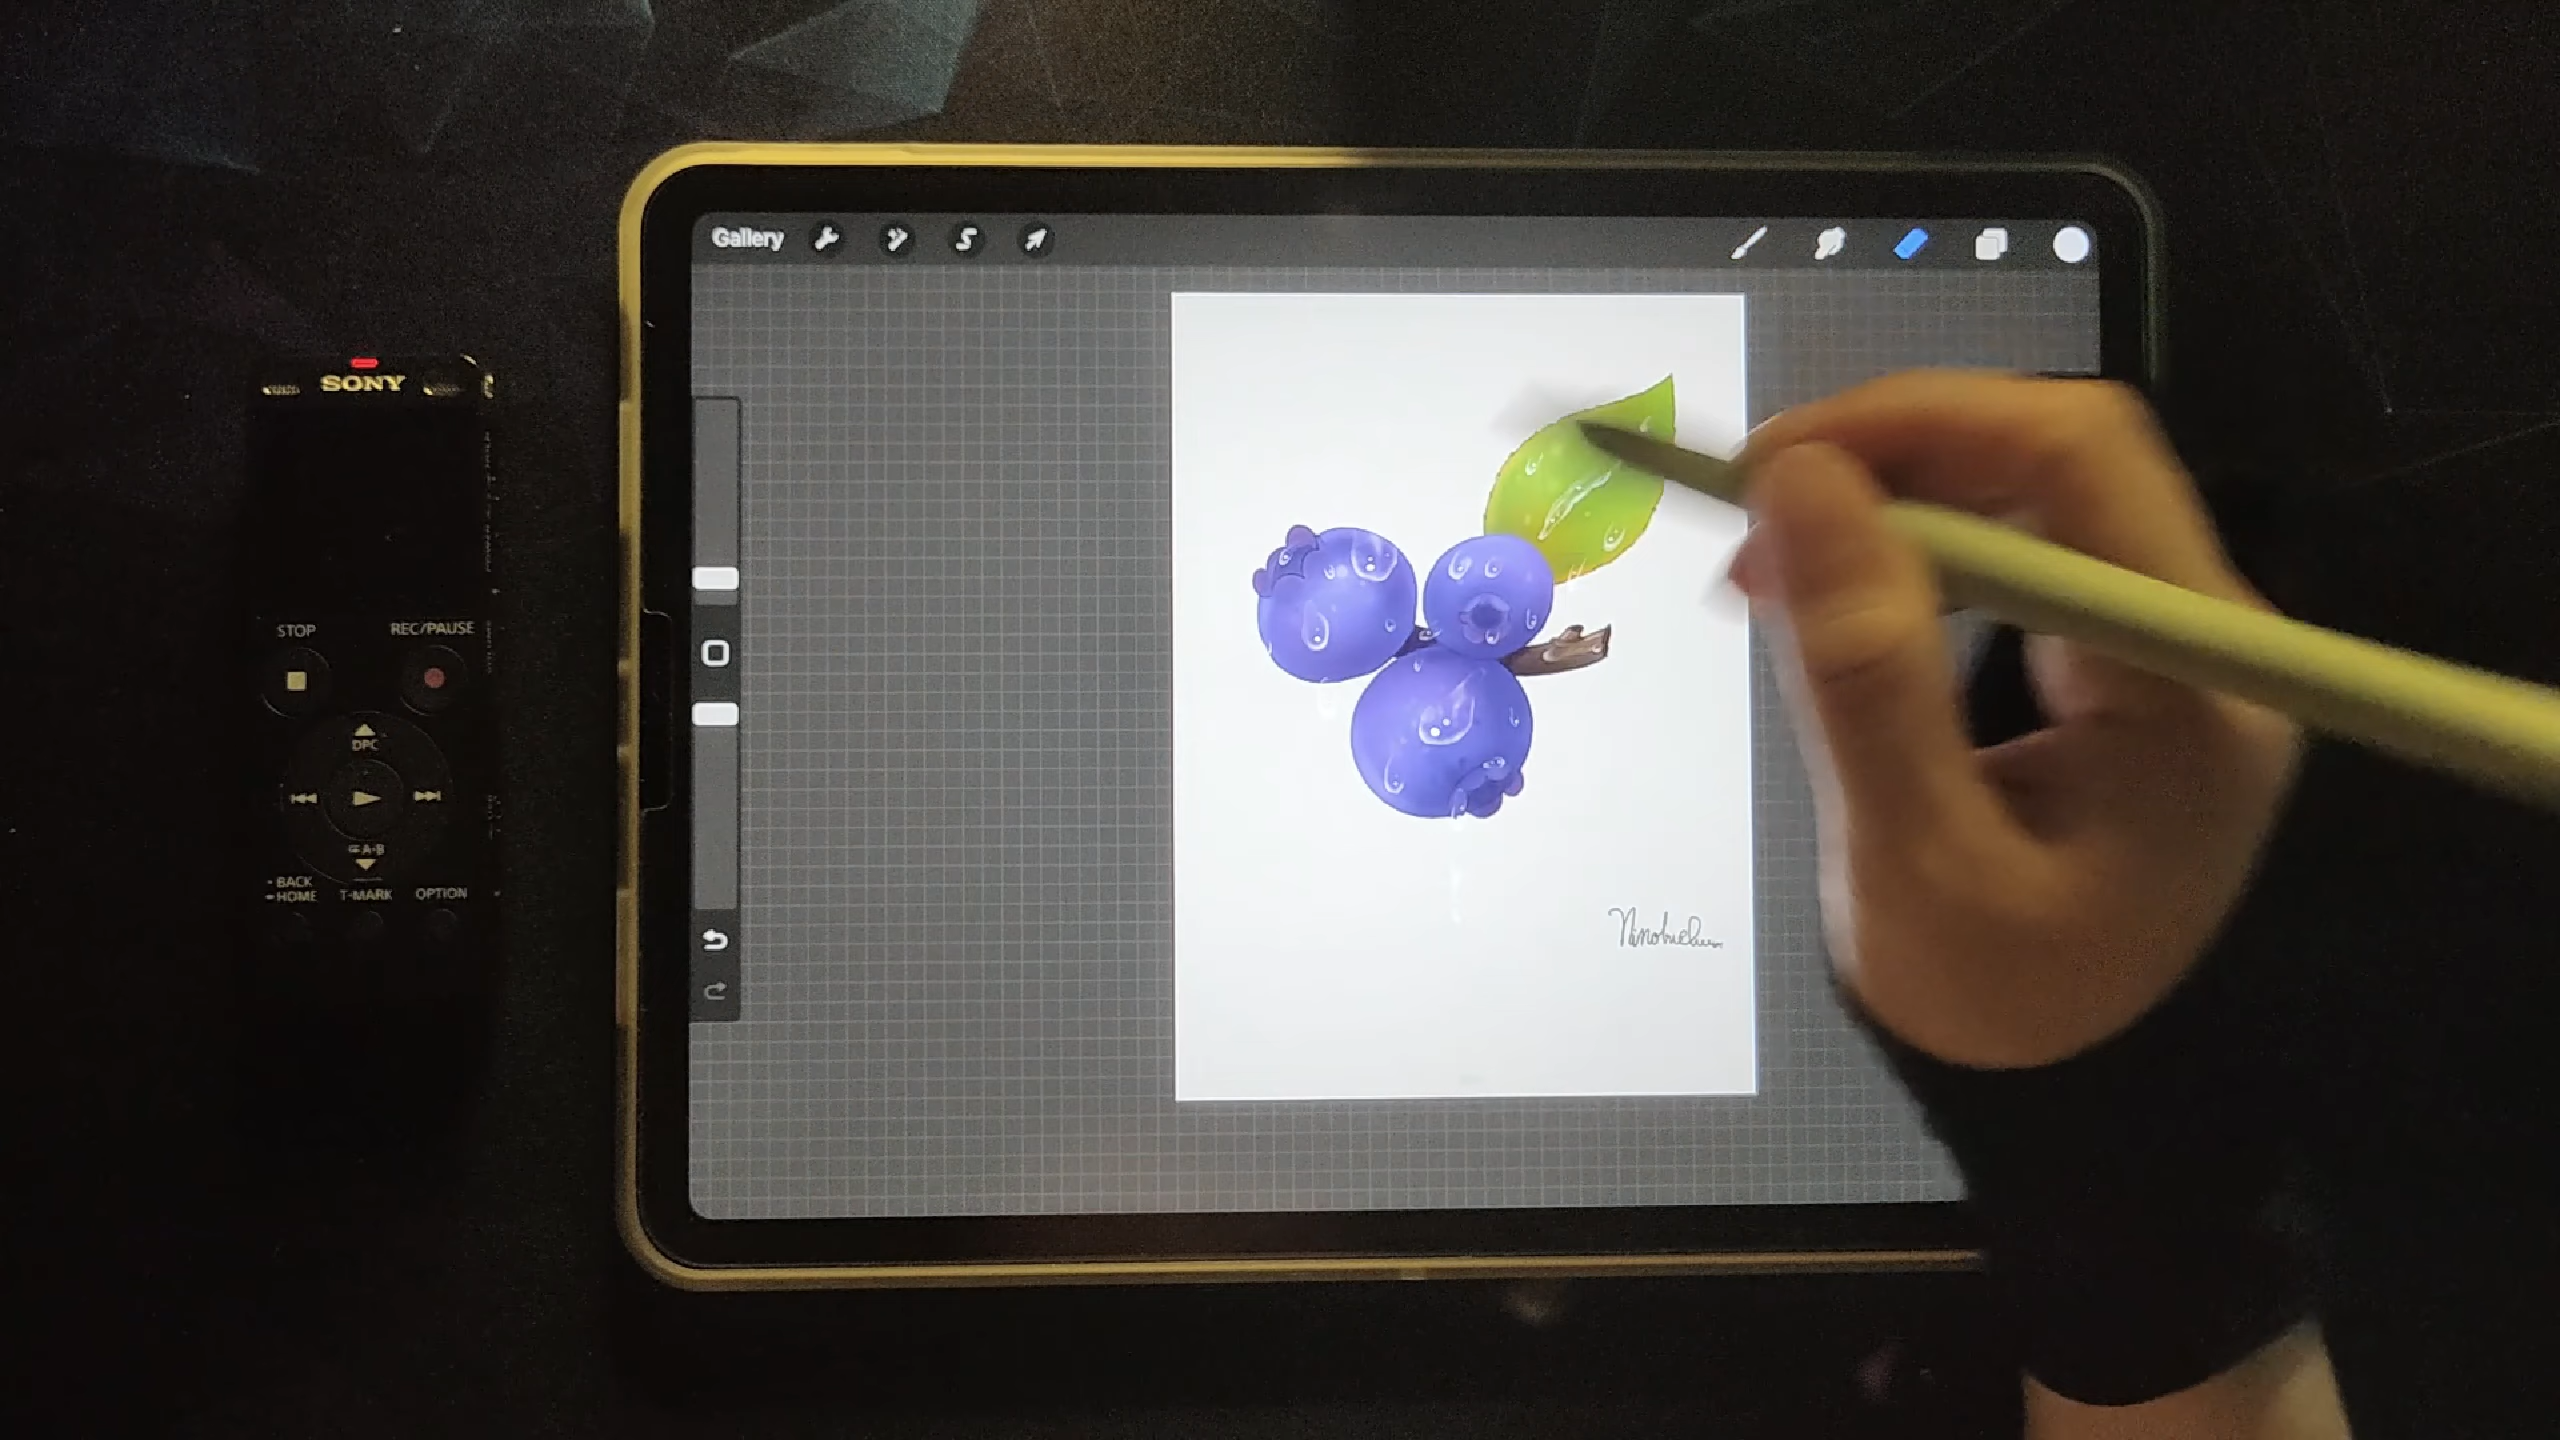 Gallery
SONY
STOP REC/PAUSE
DPC
A-B
BACK
HOME T-MARK OPTION